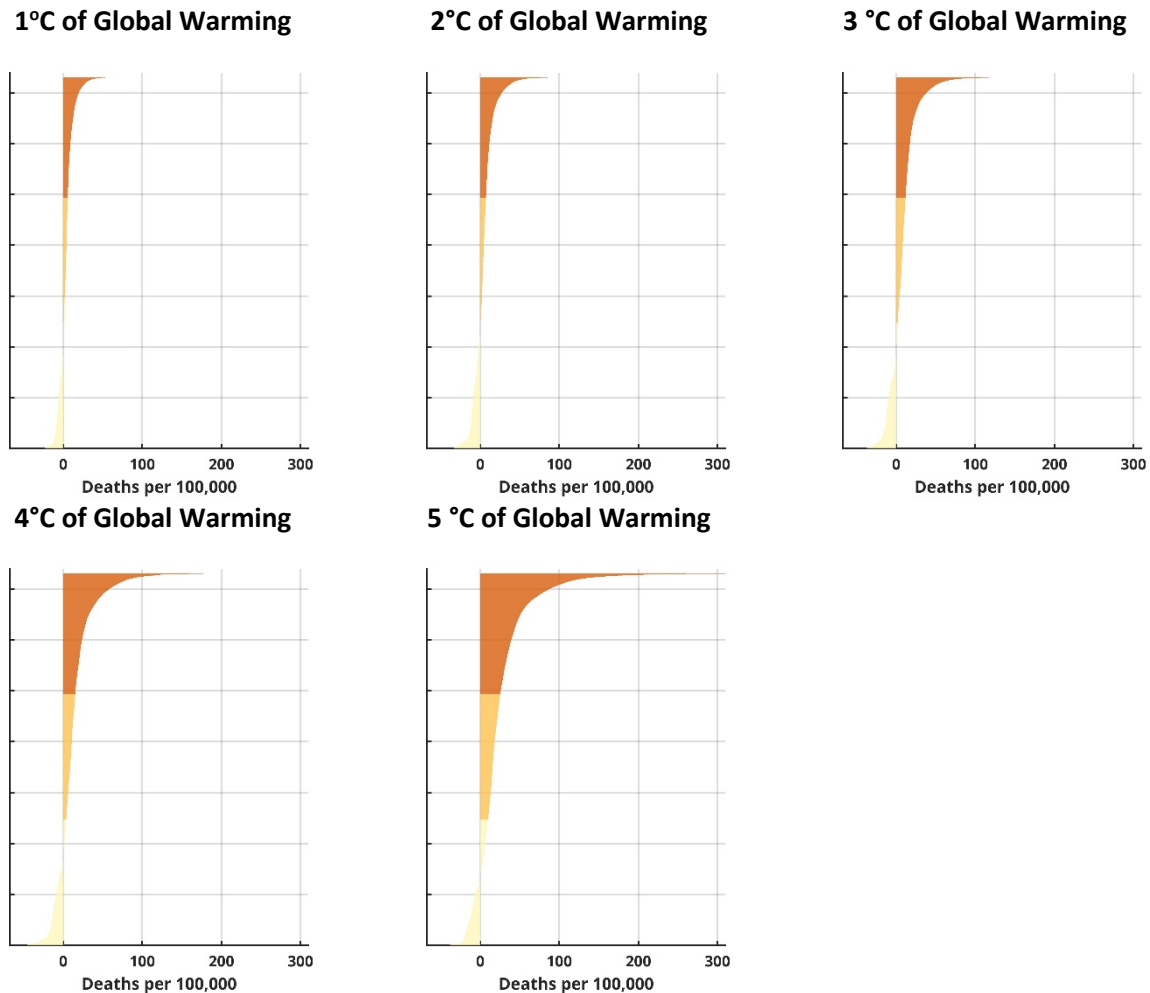 1°C of Global Warming
2°C of Global Warming
3 °C of Global Warming
0 100 200 300
Deaths per 100,000
0 100 200 300
Deaths per 100,000
0 100 200 300
Deaths per 100,000
4°C of Global Warming
5 °C of Global Warming
0 100 200 300
Deaths per 100,000
0 100 200 300
Deaths per 100,000